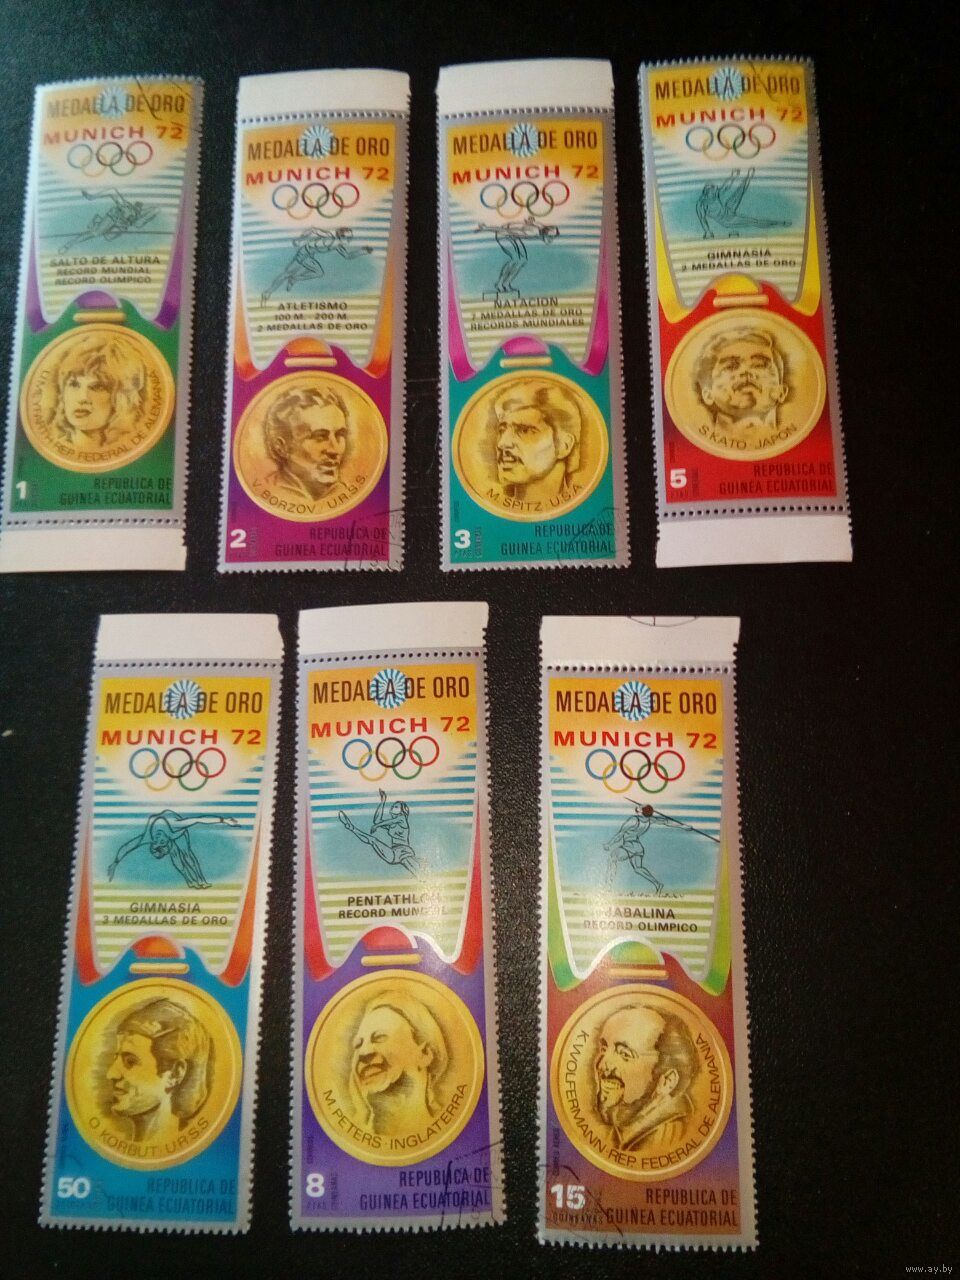 MEDALLA DE ORO
MUNICH 72
SALTO DE ALTURA
RECORD MUNDIAL
RECORD OLIMPICO
REP FEDERAL DE ALEMANIA
1
REPUBLICA DE
GUINEA ECUATORIAL
MEDALLA DE ORO
MUNICH 72
ATLETISMO
100 M. - 200 M.
2 MEDALLAS DE ORO
V. BORZOV U.R.S.S.
2
REPUBLICA DE
GUINEA ECUATORIAL
MEDALLA DE ORO
MUNICH 72
NATACION
7 MEDALLAS DE ORO
RECORDS MUNDIALES
M. SPITZ U.S.A
3
REPUBLICA DE
GUINEA ECUATORIAL
MEDALLA DE ORO
MUNICH 72
GIMNASIA
2 MEDALLAS DE ORO
S. KATO - JAPON
5
REPUBLICA DE
GUINEA ECUATORIAL
MEDALLA DE ORO
MUNICH 72
GIMNASIA
3 MEDALLAS DE ORO
O. KORBUT U.R.S.S
50
REPUBLICA DE
GUINEA ECUATORIAL
MEDALLA DE ORO
MUNICH 72
PENTATHLON
RECORD MUNDIAL
M. PETERS - INGLATERRA
8
REPUBLICA DE
GUINEA ECUATORIAL
MEDALLA DE ORO
MUNICH 72
JABALINA
RECORD OLIMPICO
K. WOLFERMANN - REP. FEDERAL DE ALEMANIA
15
REPUBLICA DE
GUINEA ECUATORIAL
www.ay.by